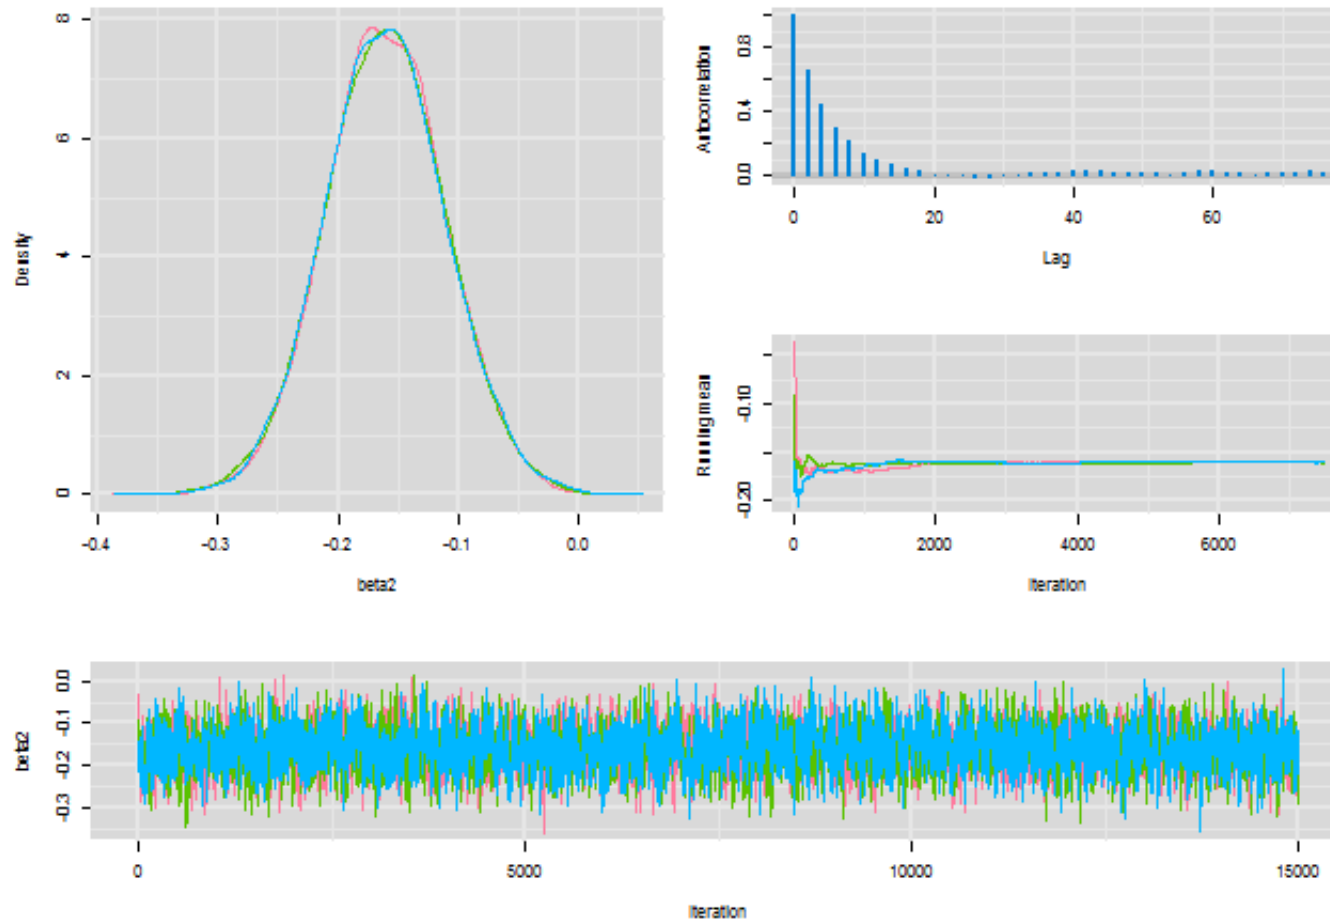 Density
8
6
4
2
0
-0.4 -0.3 -0.2 -0.1 0.0
beta2
Autocorrelation
0.8
0.4
0.0
0 20 40 60
Lag
Running mean
-0.10
-0.20
0 2000 4000 6000
Iteration
beta2
0.0
-0.1
-0.2
-0.3
0 5000 10000 15000
Iteration